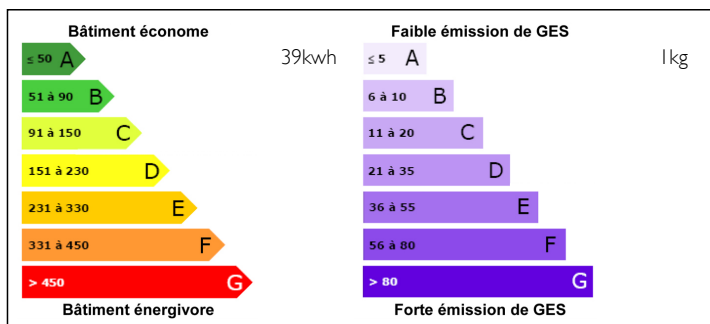 Bâtiment économe
≤ 50 A 39kwh
51 à 90 B
91 à 150 C
151 à 230 D
231 à 330 E
331 à 450 F
> 450 G
Bâtiment énergivore
Faible émission de GES
≤ 5 A 1kg
6 à 10 B
11 à 20 C
21 à 35 D
36 à 55 E
56 à 80 F
> 80 G
Forte émission de GES